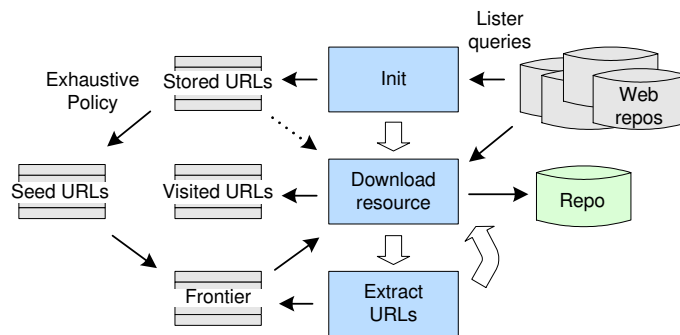 Lister
queries
Exhaustive
Policy
Stored URLs
Init
Web
repos
Seed URLs
Visited URLs
Download
resource
Repo
Frontier
Extract
URLs